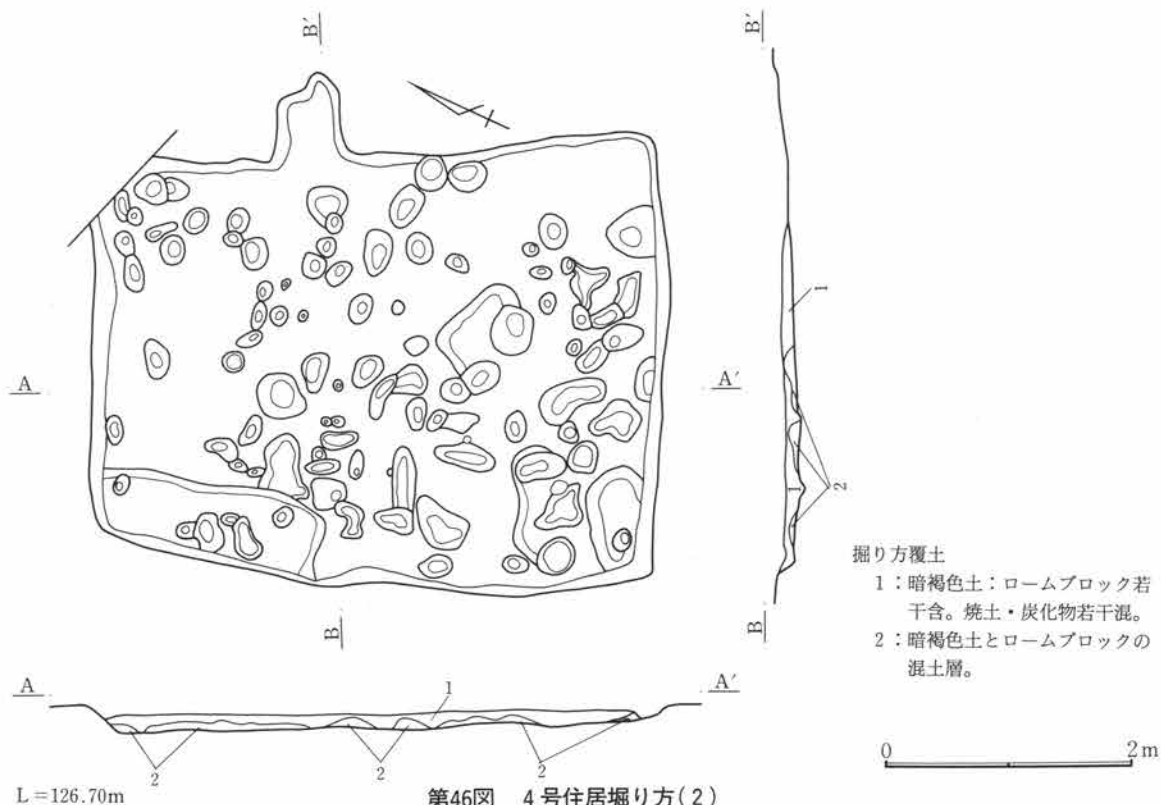 B′
B′
1
A
A′
1
2
掘り方覆土
1：暗褐色土：ロームブロック若
干含。焼土・炭化物若干混。
2：暗褐色土とロームブロックの
混土層。
B
B
A
1
A′
2
2
2
0
2m
L=126.70m
第46図　4号住居掘り方(2)